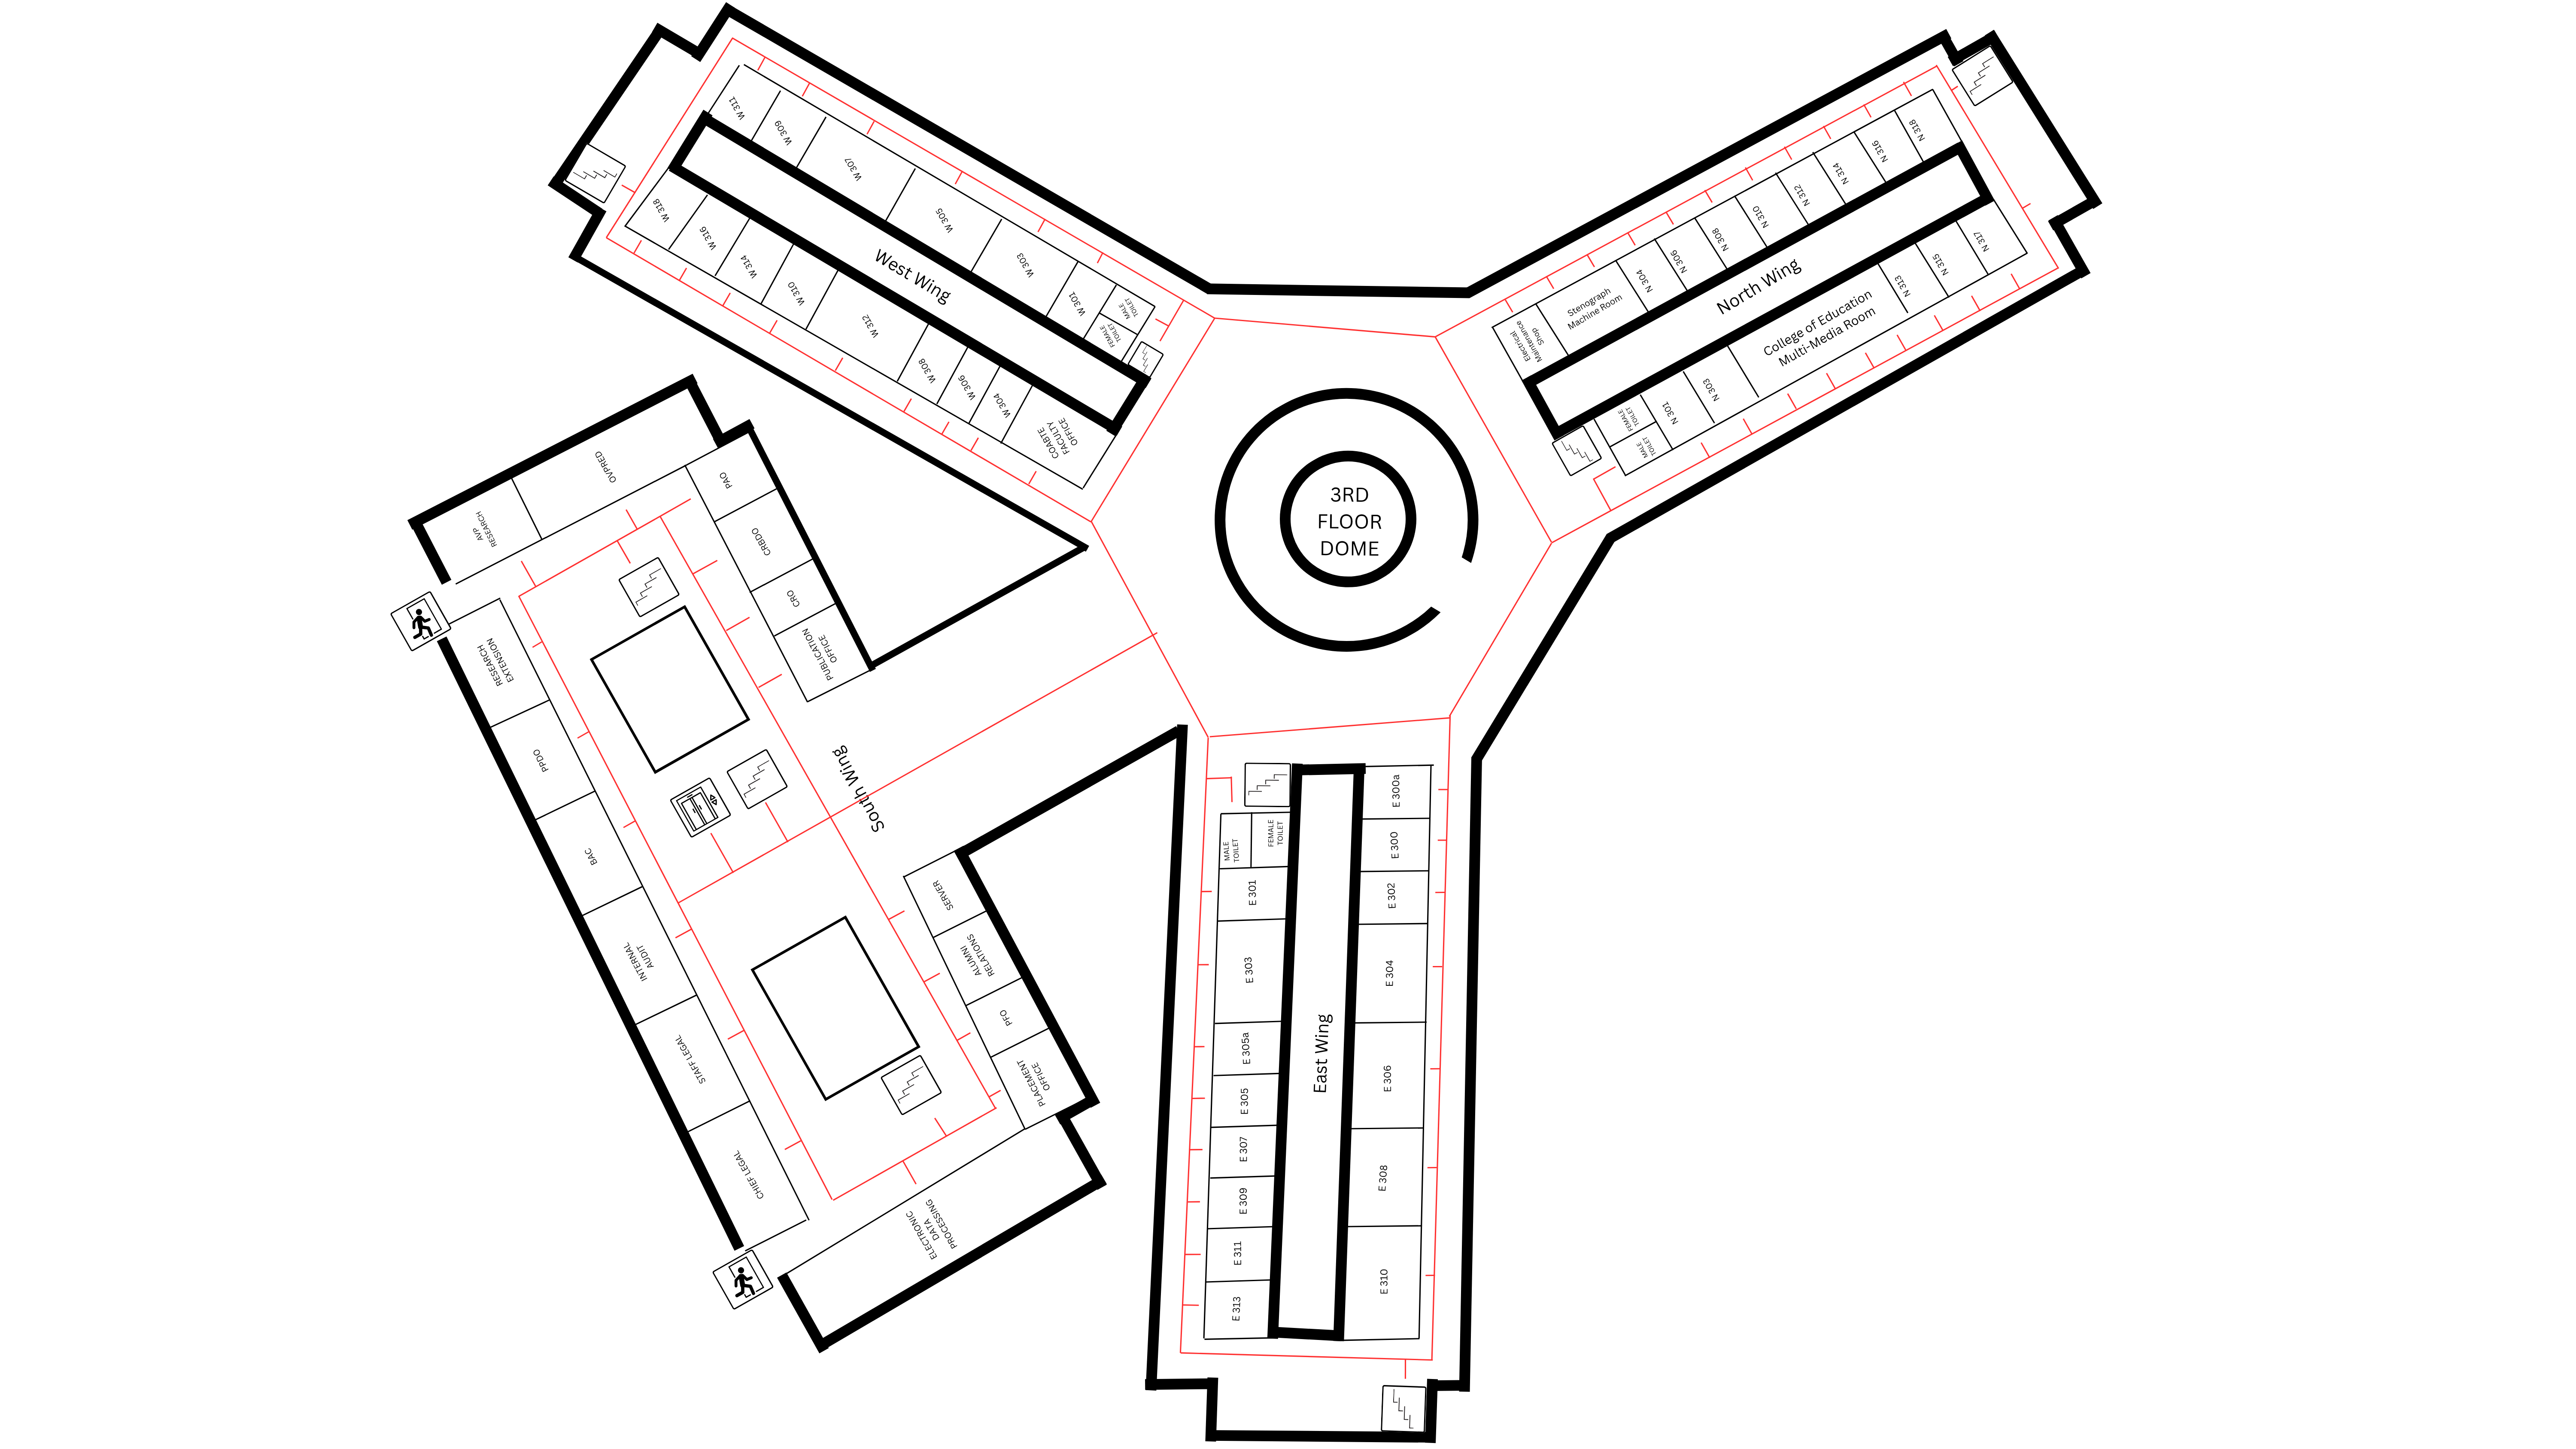 W 311
W 309
W 307
W 305
W 303
W 301
MALE
TOILET
FEMALE
TOILET
West Wing
W 318
W 316
W 314
W 310
W 312
W 308
W 306
W 304
COABTE
FACULTY
OFFICE
N 318
N 316
N 314
N 312
N 310
N 308
N 306
N 304
Stenograph
Machine Room
Electrical
Maintenance
Shop
North Wing
N 317
N 315
N 313
College of Education
Multi-Media Room
N 303
N 301
FEMALE
TOILET
MALE
TOILET
3RD
FLOOR
DOME
OVPRED
AVP
RESEARCH
PAO
CRBDO
CRO
PUBLICATION
OFFICE
RESEARCH
EXTENSION
PPDO
BAC
INTERNAL
AUDIT
STAFF LEGAL
CHIEF LEGAL
South Wing
SERVER
ALUMNI
RELATIONS
PFO
PLACEMENT
OFFICE
ELECTRONIC
DATA
PROCESSING
MALE
TOILET
FEMALE
TOILET
E 301
E 303
E 305a
E 305
E 307
E 309
E 311
E 313
East Wing
E 300a
E 300
E 302
E 304
E 306
E 308
E 310